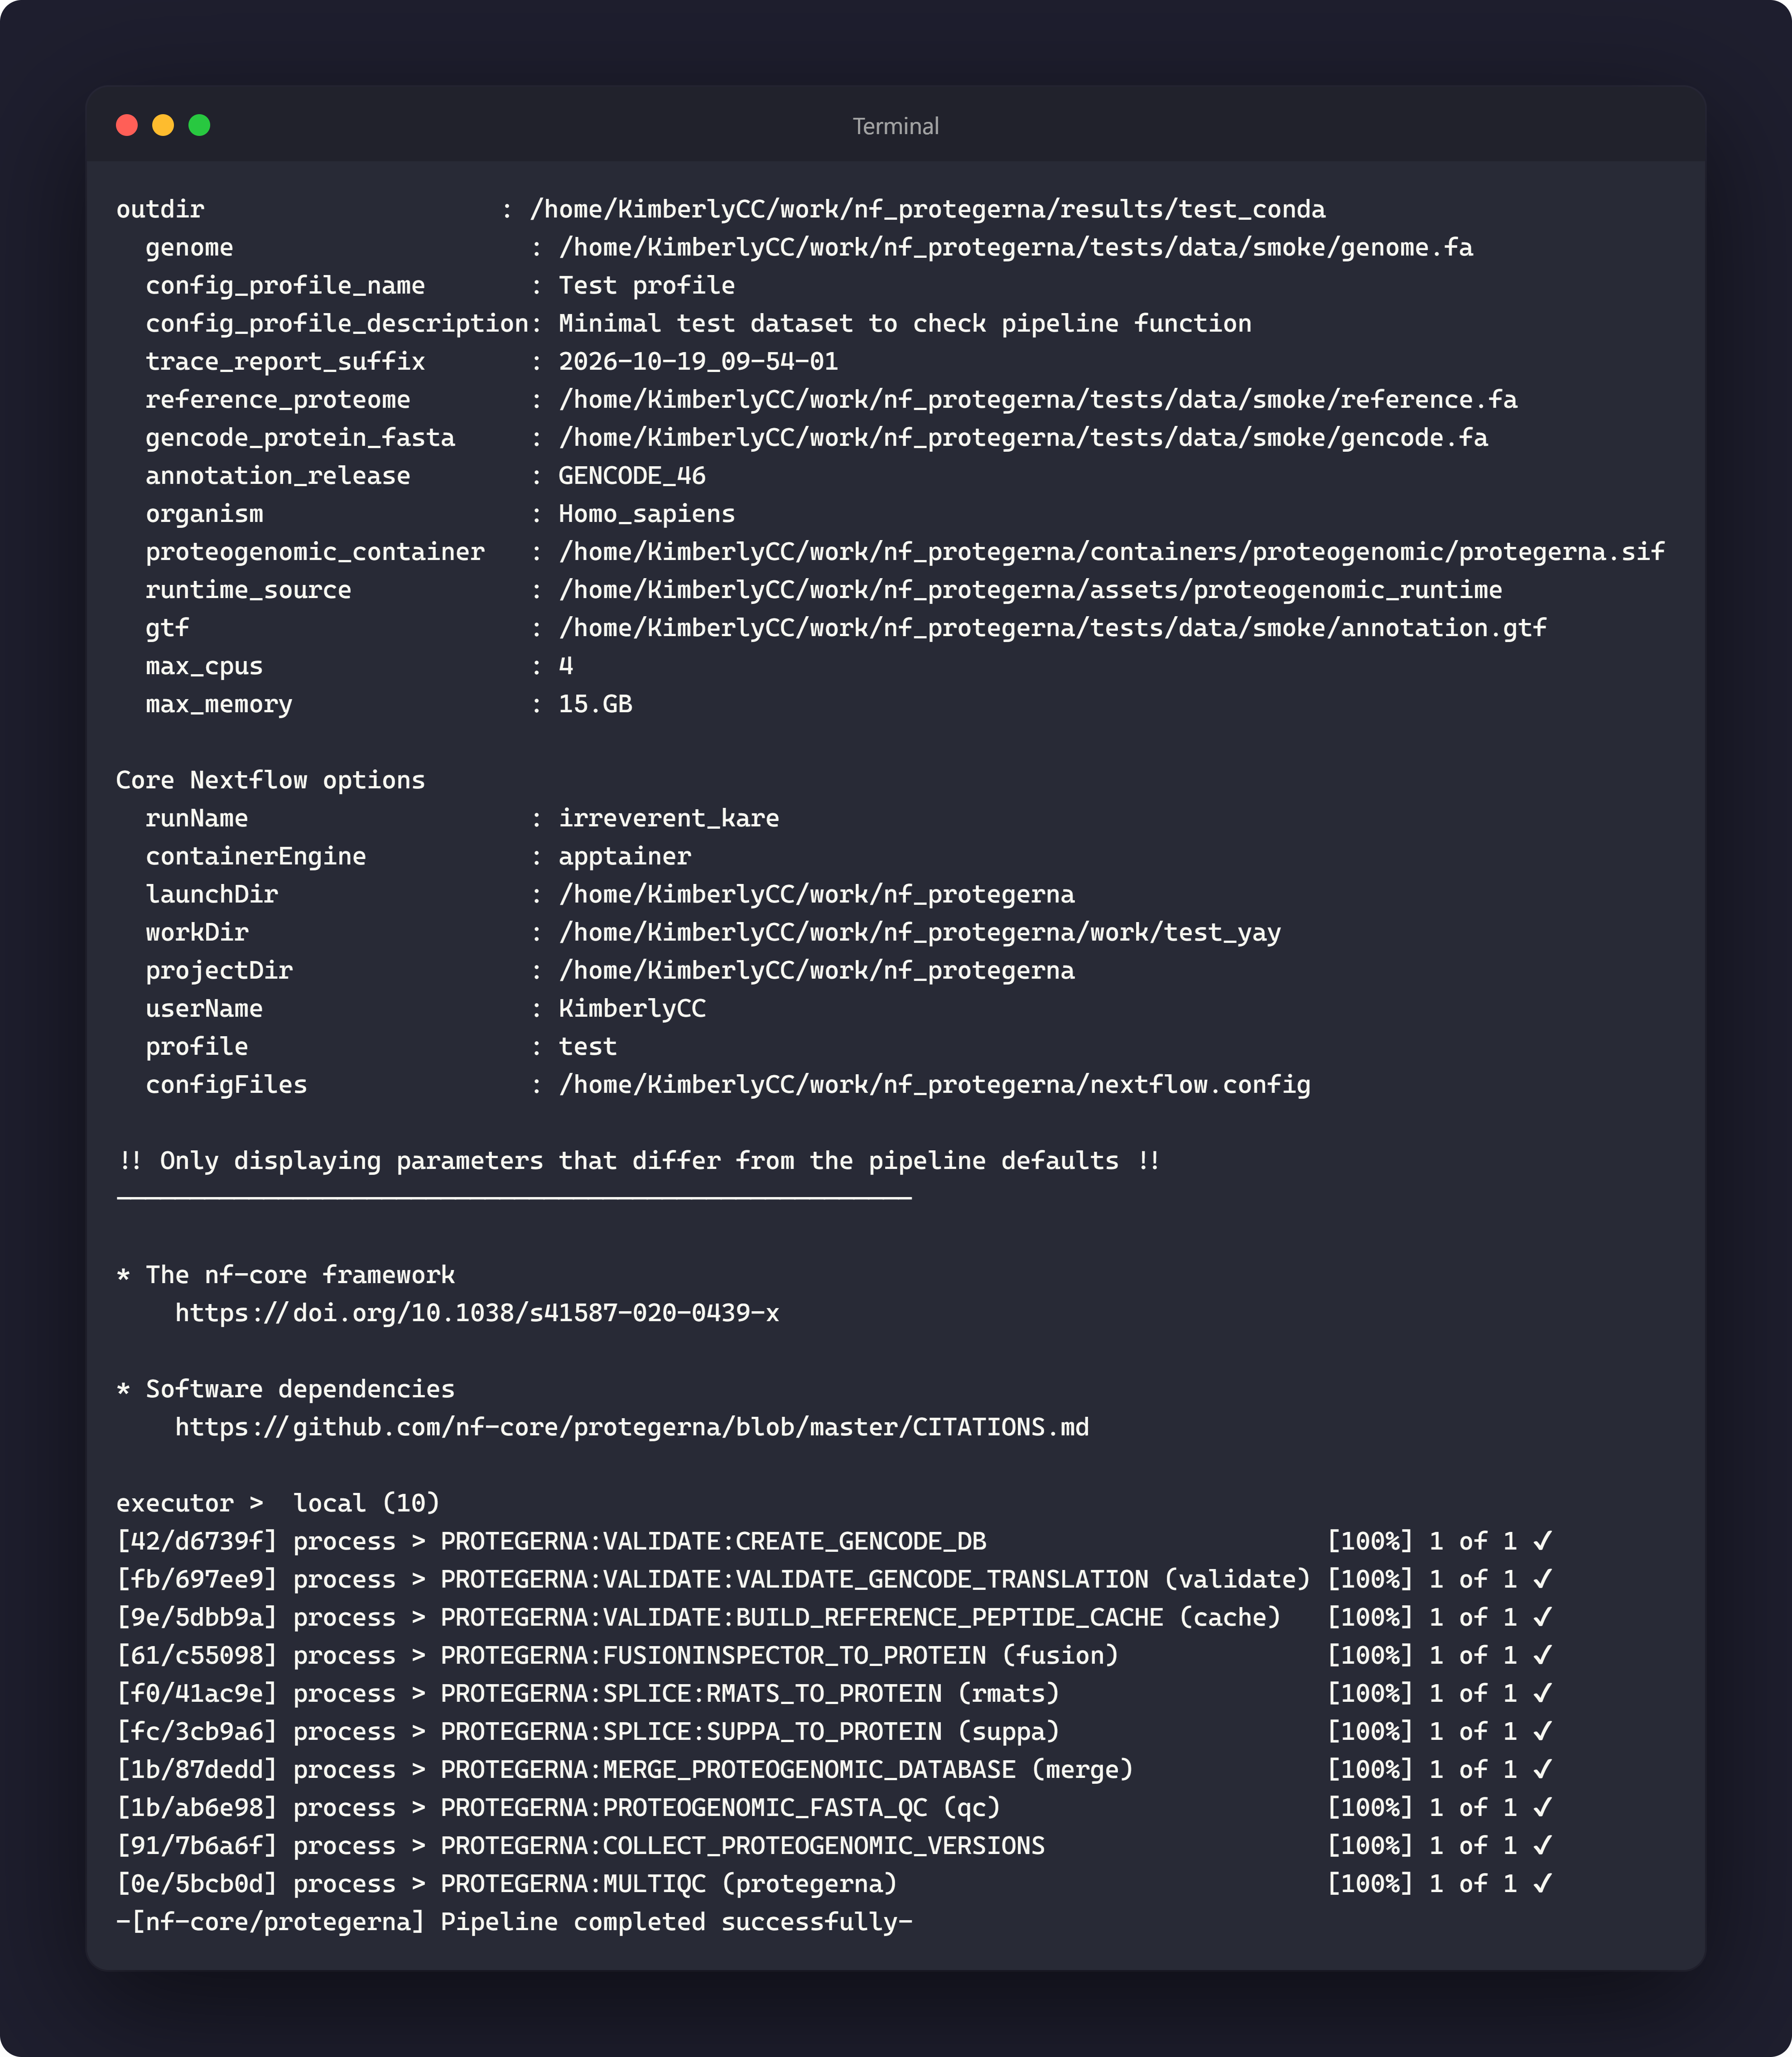 Terminal
outdir                    : /home/KimberlyCC/work/nf_protegerna/results/test_conda
  genome                    : /home/KimberlyCC/work/nf_protegerna/tests/data/smoke/genome.fa
  config_profile_name       : Test profile
  config_profile_description: Minimal test dataset to check pipeline function
  trace_report_suffix       : 2026-10-19_09-54-01
  reference_proteome        : /home/KimberlyCC/work/nf_protegerna/tests/data/smoke/reference.fa
  gencode_protein_fasta     : /home/KimberlyCC/work/nf_protegerna/tests/data/smoke/gencode.fa
  annotation_release        : GENCODE_46
  organism                  : Homo_sapiens
  proteogenomic_container   : /home/KimberlyCC/work/nf_protegerna/containers/proteogenomic/protegerna.sif
  runtime_source            : /home/KimberlyCC/work/nf_protegerna/assets/proteogenomic_runtime
  gtf                       : /home/KimberlyCC/work/nf_protegerna/tests/data/smoke/annotation.gtf
  max_cpus                  : 4
  max_memory                : 15.GB

Core Nextflow options
  runName                   : irreverent_kare
  containerEngine           : apptainer
  launchDir                 : /home/KimberlyCC/work/nf_protegerna
  workDir                   : /home/KimberlyCC/work/nf_protegerna/work/test_yay
  projectDir                : /home/KimberlyCC/work/nf_protegerna
  userName                  : KimberlyCC
  profile                   : test
  configFiles               : /home/KimberlyCC/work/nf_protegerna/nextflow.config

!! Only displaying parameters that differ from the pipeline defaults !!
------------------------------------------------------

* The nf-core framework
    https://doi.org/10.1038/s41587-020-0439-x

* Software dependencies
    https://github.com/nf-core/protegerna/blob/master/CITATIONS.md

executor >  local (10)
[42/d6739f] process > PROTEGERNA:VALIDATE:CREATE_GENCODE_DB                       [100%] 1 of 1 ✔
[fb/697ee9] process > PROTEGERNA:VALIDATE:VALIDATE_GENCODE_TRANSLATION (validate) [100%] 1 of 1 ✔
[9e/5dbb9a] process > PROTEGERNA:VALIDATE:BUILD_REFERENCE_PEPTIDE_CACHE (cache)   [100%] 1 of 1 ✔
[61/c55098] process > PROTEGERNA:FUSIONINSPECTOR_TO_PROTEIN (fusion)              [100%] 1 of 1 ✔
[f0/41ac9e] process > PROTEGERNA:SPLICE:RMATS_TO_PROTEIN (rmats)                  [100%] 1 of 1 ✔
[fc/3cb9a6] process > PROTEGERNA:SPLICE:SUPPA_TO_PROTEIN (suppa)                  [100%] 1 of 1 ✔
[1b/87dedd] process > PROTEGERNA:MERGE_PROTEOGENOMIC_DATABASE (merge)             [100%] 1 of 1 ✔
[1b/ab6e98] process > PROTEGERNA:PROTEOGENOMIC_FASTA_QC (qc)                      [100%] 1 of 1 ✔
[91/7b6a6f] process > PROTEGERNA:COLLECT_PROTEOGENOMIC_VERSIONS                   [100%] 1 of 1 ✔
[0e/5bcb0d] process > PROTEGERNA:MULTIQC (protegerna)                             [100%] 1 of 1 ✔
-[nf-core/protegerna] Pipeline completed successfully-